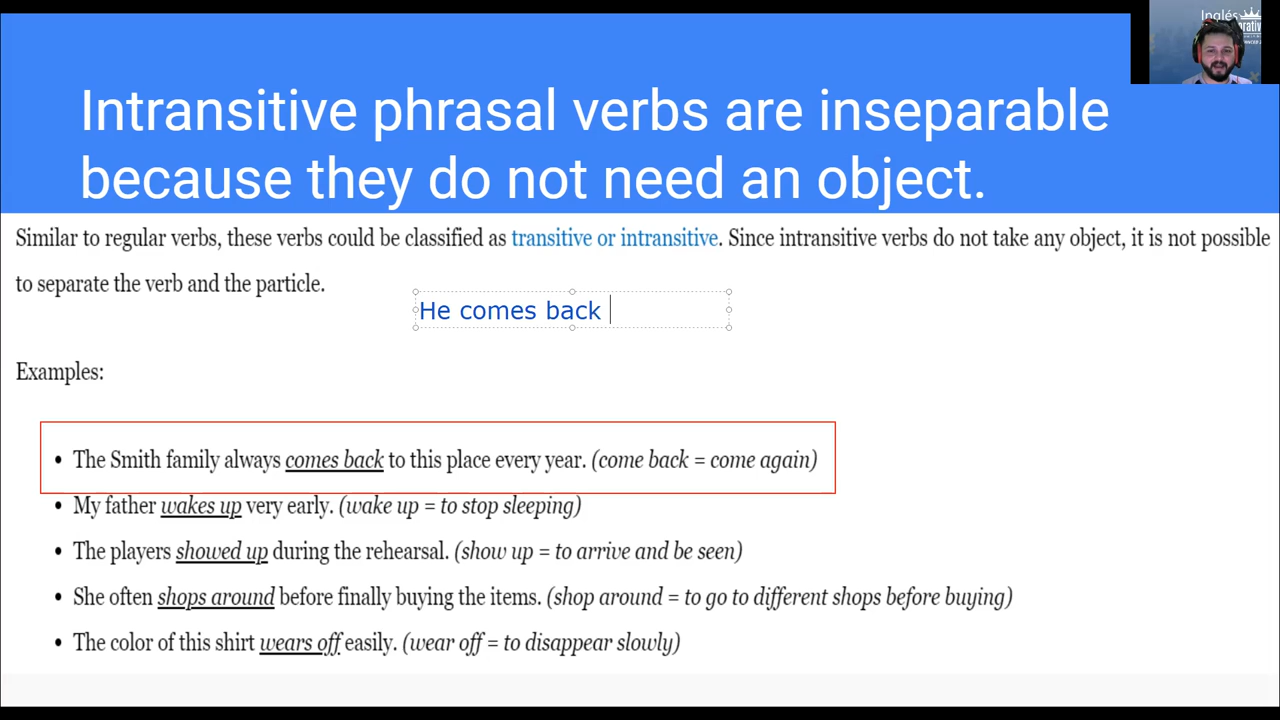 Inglés
Intransitive phrasal verbs are inseparable
because they do not need an object.
Similar to regular verbs, these verbs could be classified as transitive or intransitive. Since intransitive verbs do not take any object, it is not possible
to separate the verb and the particle.
He comes back
Examples:
• The Smith family always comes back to this place every year. (come back = come again)
• My father wakes up very early. (wake up = to stop sleeping)
• The players showed up during the rehearsal. (show up = to arrive and be seen)
• She often shops around before finally buying the items. (shop around = to go to different shops before buying)
• The color of this shirt wears off easily. (wear off = to disappear slowly)